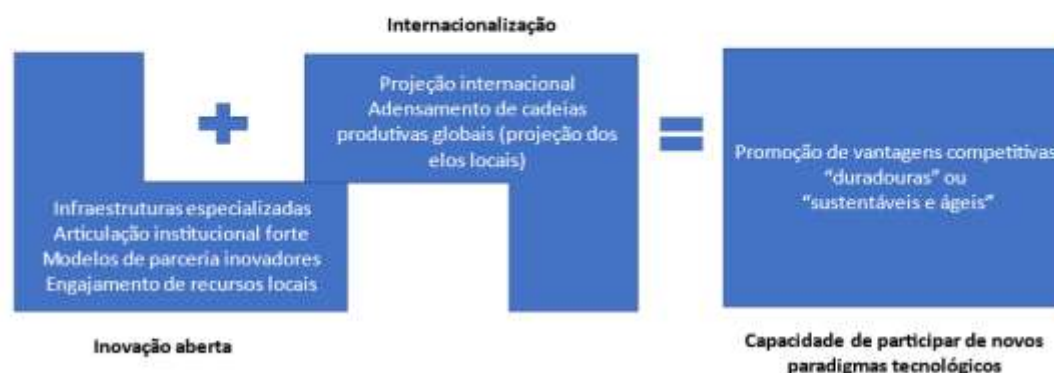 Internacionalização
Projeção internacional
Adensamento de cadeias
produtivas globais (projeção dos
elos locais)
Infraestruturas especializadas
Articulação institucional forte
Modelos de parceria inovadores
Engajamento de recursos locais
Inovação aberta
Promoção de vantagens competitivas
“duradouras” ou
“sustentáveis e ágeis”
Capacidade de participar de novos
paradigmas tecnológicos